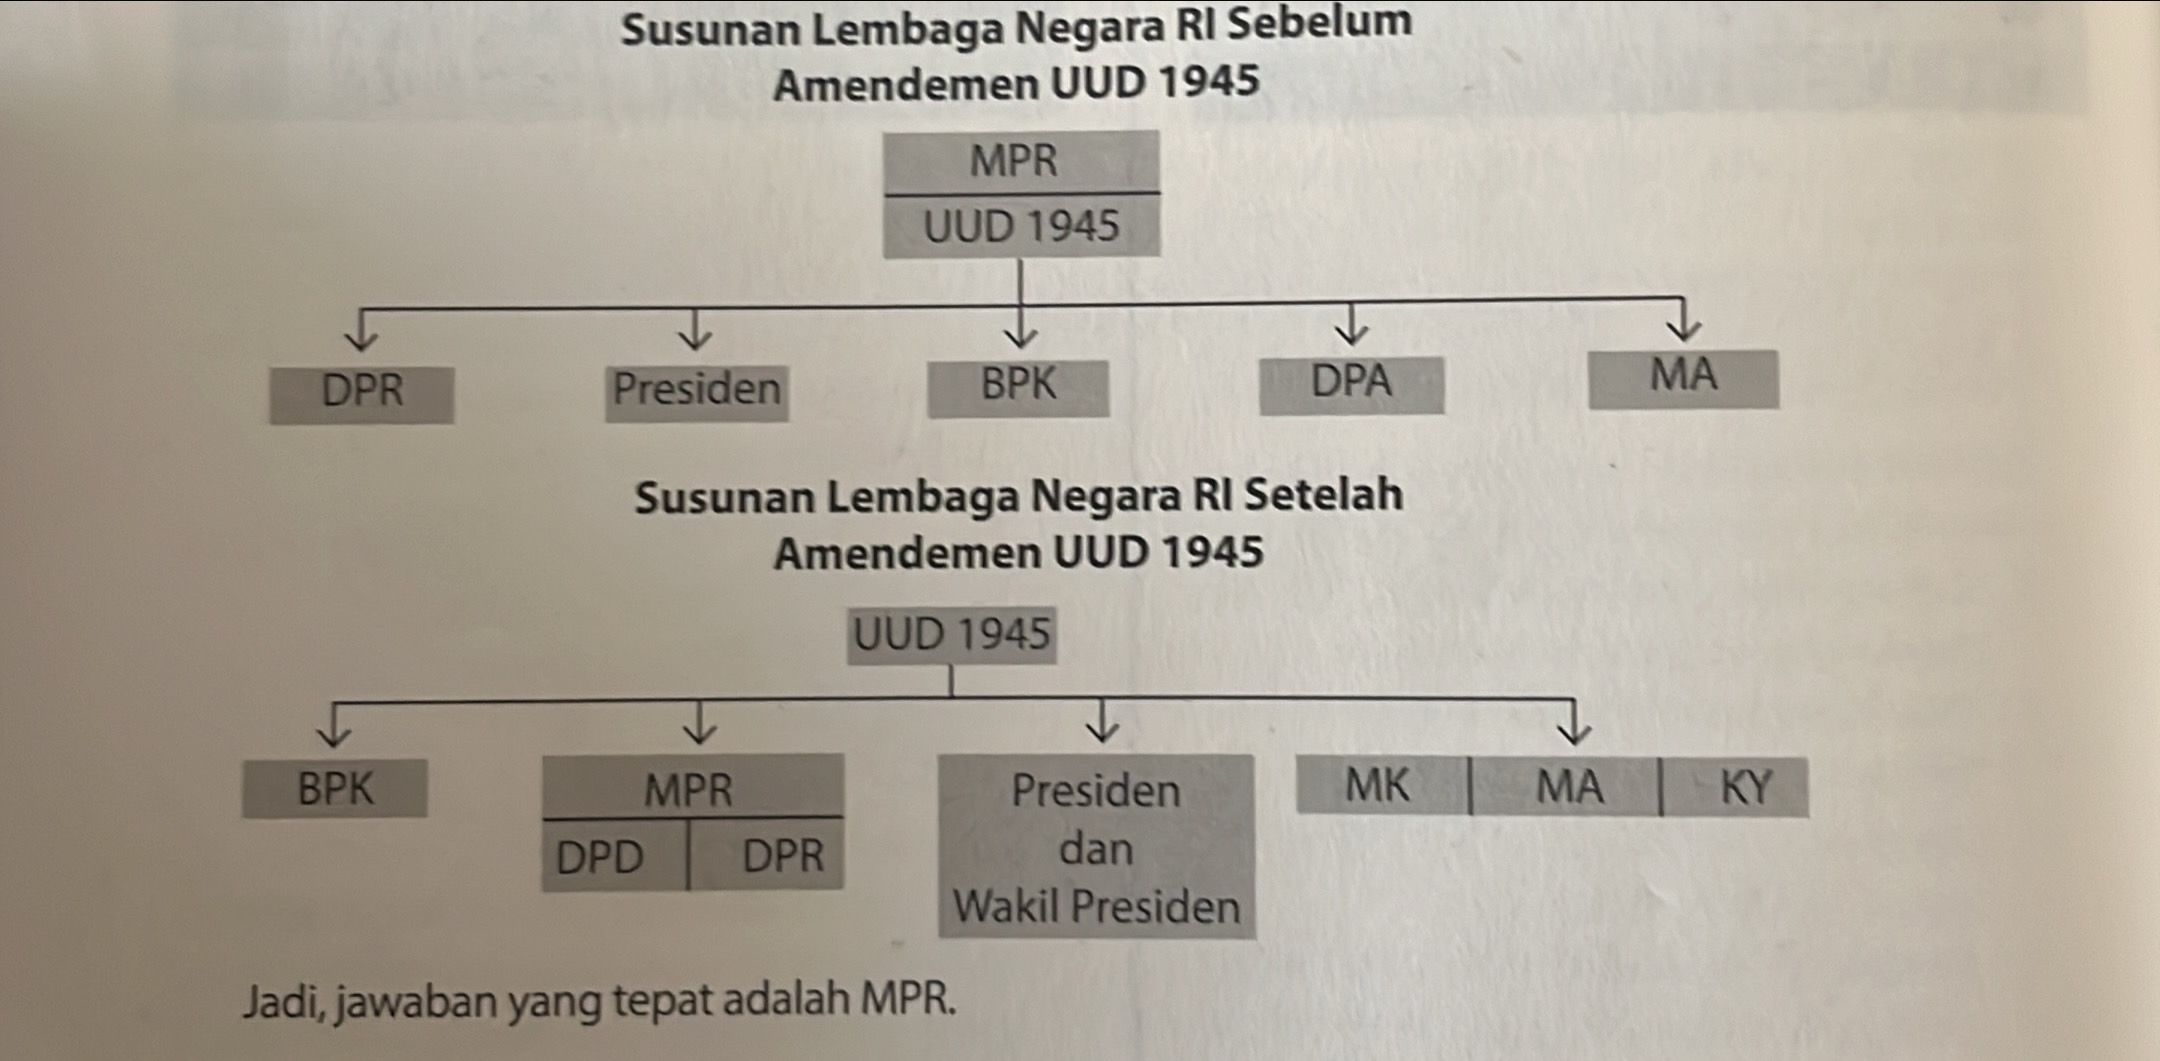 Susunan Lembaga Negara RI Sebelum
Amendemen UUD 1945
MPR
UUD 1945
DPR
Presiden
BPK
DPA
MA
Susunan Lembaga Negara RI Setelah
Amendemen UUD 1945
UUD 1945
BPK
MPR
DPD
DPR
Presiden
dan
Wakil Presiden
MK
MA
KY
Jadi, jawaban yang tepat adalah MPR.